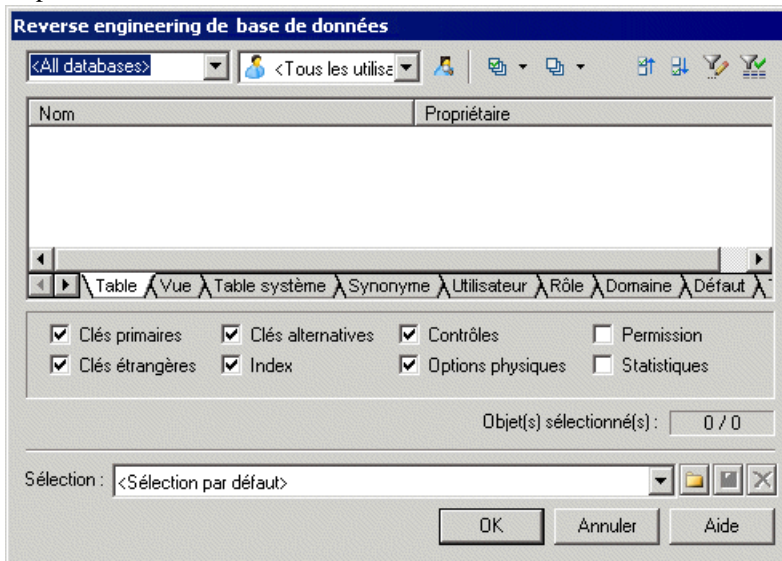 Reverse engineering de base de données
<All databases> <Tous les utilisa
Nom Propriétaire
Table Vue Table système Synonyme Utilisateur Rôle Domaine Défaut
Clés primaires Clés alternatives Contrôles Permission
Clés étrangères Index Options physiques Statistiques
Objet(s) sélectionné(s) : 0 / 0
Sélection : <Sélection par défaut>
OK Annuler Aide